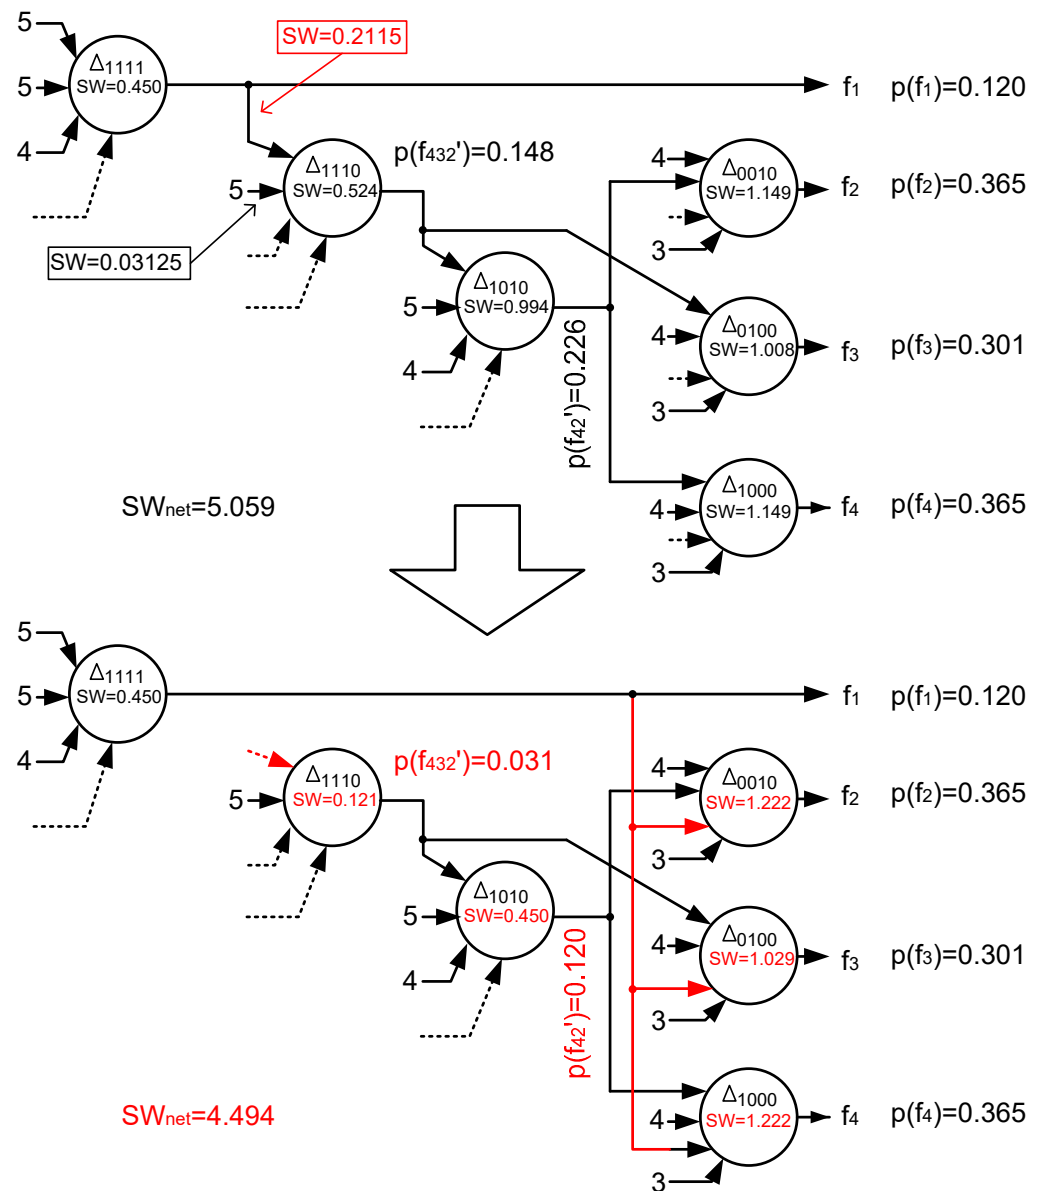 5
SW=0.2115
Δ1111
SW=0.450
5
f1 p(f1)=0.120
4
p(f432')=0.148
Δ1110
SW=0.524
5
4
Δ0010
SW=1.149
f2 p(f2)=0.365
3
SW=0.03125
Δ1010
SW=0.994
5
4
p(f42')=0.226
Δ0100
SW=1.008
4
f3 p(f3)=0.301
3
Δ1000
SW=1.149
4
f4 p(f4)=0.365
3
SWnet=5.059
5
Δ1111
SW=0.450
5
f1 p(f1)=0.120
4
p(f432')=0.031
Δ1110
SW=0.121
5
4
Δ0010
SW=1.222
f2 p(f2)=0.365
3
Δ1010
SW=0.450
5
4
p(f42')=0.120
Δ0100
SW=1.029
4
f3 p(f3)=0.301
3
Δ1000
SW=1.222
4
f4 p(f4)=0.365
3
SWnet=4.494